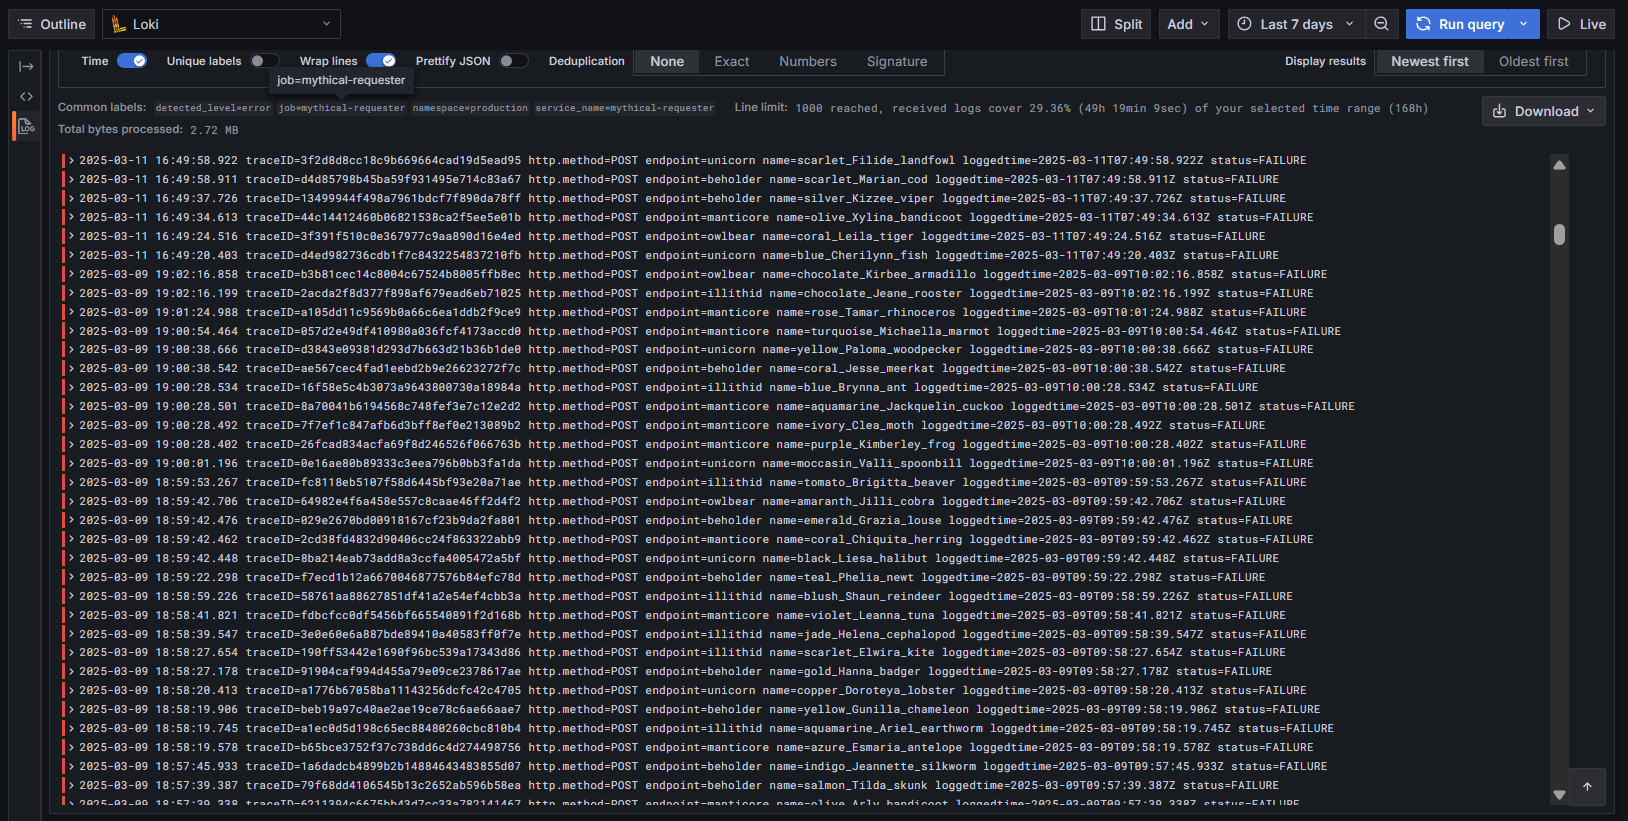 Outline Loki Split Add Last 7 days Run query Live
Time Unique labels Wrap lines Prettify JSON Deduplication None Exact Numbers Signature Display results Newest first Oldest first
job=mythical-requester
Common labels: detected_level=error job=mythical-requester namespace=production service_name=mythical-requester Line limit: 1000 reached, received logs cover 29.36% (49h 19min 9sec) of your selected time range (168h) Download
Total bytes processed: 2.72 MB
2025-03-11 16:49:58.922 traceID=3f2d8d8cc18c9b669664cad19d5ead95 http.method=POST endpoint=unicorn name=scarlet_Filide_landfowl loggedtime=2025-03-11T07:49:58.922Z status=FAILURE
2025-03-11 16:49:58.911 traceID=d4d85798b45ba59f931495e714c83a67 http.method=POST endpoint=beholder name=scarlet_Marian_cod loggedtime=2025-03-11T07:49:58.911Z status=FAILURE
2025-03-11 16:49:37.726 traceID=13499944f498a7961bdcf7f890da78ff http.method=POST endpoint=beholder name=silver_Kizzee_viper loggedtime=2025-03-11T07:49:37.726Z status=FAILURE
2025-03-11 16:49:34.613 traceID=44c14412460b06821538ca2f5ee5e01b http.method=POST endpoint=manticore name=olive_Xylina_bandicoot loggedtime=2025-03-11T07:49:34.613Z status=FAILURE
2025-03-11 16:49:24.516 traceID=3f391f510c0e367977c9aa890d16e4ed http.method=POST endpoint=owlbear name=coral_Leila_tiger loggedtime=2025-03-11T07:49:24.516Z status=FAILURE
2025-03-11 16:49:20.403 traceID=d4ed982736cdb1f7c8432254837210fb http.method=POST endpoint=unicorn name=blue_Cherilynn_fish loggedtime=2025-03-11T07:49:20.403Z status=FAILURE
2025-03-09 19:02:16.858 traceID=b3b81cec14c8004c67524b8005ffb8ec http.method=POST endpoint=owlbear name=chocolate_Kirbee_armadillo loggedtime=2025-03-09T10:02:16.858Z status=FAILURE
2025-03-09 19:02:16.199 traceID=2acda2f8d377f898af679ead6eb71025 http.method=POST endpoint=illithid name=chocolate_Jeane_rooster loggedtime=2025-03-09T10:02:16.199Z status=FAILURE
2025-03-09 19:01:24.988 traceID=a105dd11c9569b0a66c6ea1ddb2f9ce9 http.method=POST endpoint=manticore name=rose_Tamar_rhinoceros loggedtime=2025-03-09T10:01:24.988Z status=FAILURE
2025-03-09 19:00:54.464 traceID=057d2e49df410980a036fcf4173accd0 http.method=POST endpoint=manticore name=turquoise_Michaella_marmot loggedtime=2025-03-09T10:00:54.464Z status=FAILURE
2025-03-09 19:00:38.666 traceID=d3843e09381d293d7b663d21b36b1de0 http.method=POST endpoint=unicorn name=yellow_Paloma_woodpecker loggedtime=2025-03-09T10:00:38.666Z status=FAILURE
2025-03-09 19:00:38.542 traceID=ae567cec4fad1eebd2b9e26623272f7c http.method=POST endpoint=beholder name=coral_Jesse_meerkat loggedtime=2025-03-09T10:00:38.542Z status=FAILURE
2025-03-09 19:00:28.534 traceID=16f58e5c4b3073a9643800730a18984a http.method=POST endpoint=illithid name=blue_Brynna_ant loggedtime=2025-03-09T10:00:28.534Z status=FAILURE
2025-03-09 19:00:28.501 traceID=8a70041b6194568c748fef3e7c12e2d2 http.method=POST endpoint=manticore name=aquamarine_Jackquelin_cuckoo loggedtime=2025-03-09T10:00:28.501Z status=FAILURE
2025-03-09 19:00:28.492 traceID=7f7ef1c847afb6d3bff8ef0e213089b2 http.method=POST endpoint=manticore name=ivory_Clea_moth loggedtime=2025-03-09T10:00:28.492Z status=FAILURE
2025-03-09 19:00:28.402 traceID=26fcad834acfa69f8d246526f066763b http.method=POST endpoint=manticore name=purple_Kimberley_frog loggedtime=2025-03-09T10:00:28.402Z status=FAILURE
2025-03-09 19:00:01.196 traceID=0e16ae80b89333c3eea796b0bb3fa1da http.method=POST endpoint=unicorn name=moccasin_Valli_spoonbill loggedtime=2025-03-09T10:00:01.196Z status=FAILURE
2025-03-09 18:59:53.267 traceID=fc8118eb5107f58d6445bf93e20a71ae http.method=POST endpoint=illithid name=tomato_Brigitta_beaver loggedtime=2025-03-09T09:59:53.267Z status=FAILURE
2025-03-09 18:59:42.706 traceID=64982e4f6a458e557c8caae46ff2d4f2 http.method=POST endpoint=owlbear name=amaranth_Jilli_cobra loggedtime=2025-03-09T09:59:42.706Z status=FAILURE
2025-03-09 18:59:42.476 traceID=029e2670bd00918167cf23b9da2fa801 http.method=POST endpoint=beholder name=emerald_Grazia_louse loggedtime=2025-03-09T09:59:42.476Z status=FAILURE
2025-03-09 18:59:42.462 traceID=2cd38fd4832d90406cc24f863322abb9 http.method=POST endpoint=manticore name=coral_Chiquita_herring loggedtime=2025-03-09T09:59:42.462Z status=FAILURE
2025-03-09 18:59:42.448 traceID=8ba214eab73add8a3ccfa4005472a5bf http.method=POST endpoint=unicorn name=black_Liesa_halibut loggedtime=2025-03-09T09:59:42.448Z status=FAILURE
2025-03-09 18:59:22.298 traceID=f7ecd1b12a6670046877576b84efc78d http.method=POST endpoint=beholder name=teal_Phelia_newt loggedtime=2025-03-09T09:59:22.298Z status=FAILURE
2025-03-09 18:58:59.226 traceID=58761aa88627851df41a2e54ef4cbb3a http.method=POST endpoint=illithid name=blush_Shaun_reindeer loggedtime=2025-03-09T09:58:59.226Z status=FAILURE
2025-03-09 18:58:41.821 traceID=fdbcfcc0df5456bf665540891f2d168b http.method=POST endpoint=manticore name=violet_Leanna_tuna loggedtime=2025-03-09T09:58:41.821Z status=FAILURE
2025-03-09 18:58:39.547 traceID=3e0e60e6a887bde89410a40583ff0f7e http.method=POST endpoint=illithid name=jade_Helena_cephalopod loggedtime=2025-03-09T09:58:39.547Z status=FAILURE
2025-03-09 18:58:27.654 traceID=190ff53442e1690f96bc539a17343d86 http.method=POST endpoint=illithid name=scarlet_Elwira_kite loggedtime=2025-03-09T09:58:27.654Z status=FAILURE
2025-03-09 18:58:27.178 traceID=91904caf994d455a79e09ce2378617ae http.method=POST endpoint=beholder name=gold_Hanna_badger loggedtime=2025-03-09T09:58:27.178Z status=FAILURE
2025-03-09 18:58:20.413 traceID=a1776b67058ba11143256dcfc42c4705 http.method=POST endpoint=unicorn name=copper_Doroteya_lobster loggedtime=2025-03-09T09:58:20.413Z status=FAILURE
2025-03-09 18:58:19.906 traceID=beb19a97c40ae2ae19ce78c6ae66aae7 http.method=POST endpoint=beholder name=yellow_Gunilla_chameleon loggedtime=2025-03-09T09:58:19.906Z status=FAILURE
2025-03-09 18:58:19.745 traceID=a1ec0d5d198c65ec88480260cbc810b4 http.method=POST endpoint=illithid name=aquamarine_Ariel_earthworm loggedtime=2025-03-09T09:58:19.745Z status=FAILURE
2025-03-09 18:58:19.578 traceID=b65bce3752f37c738dd6c4d274498756 http.method=POST endpoint=manticore name=azure_Esmaria_antelope loggedtime=2025-03-09T09:58:19.578Z status=FAILURE
2025-03-09 18:57:45.933 traceID=1a6dadcb4899b2b14884643483855d07 http.method=POST endpoint=beholder name=indigo_Jeannette_silkworm loggedtime=2025-03-09T09:57:45.933Z status=FAILURE
2025-03-09 18:57:39.387 traceID=79f68dd4106545b13c2652ab596b58ea http.method=POST endpoint=beholder name=salmon_Tilda_skunk loggedtime=2025-03-09T09:57:39.387Z status=FAILURE
2025-03-09 18:57:39.338 http.method=POST endpoint=manticore name=olive_Arly_bandicoot loggedtime=2025-03-09T09:57:39.338Z status=FAILURE